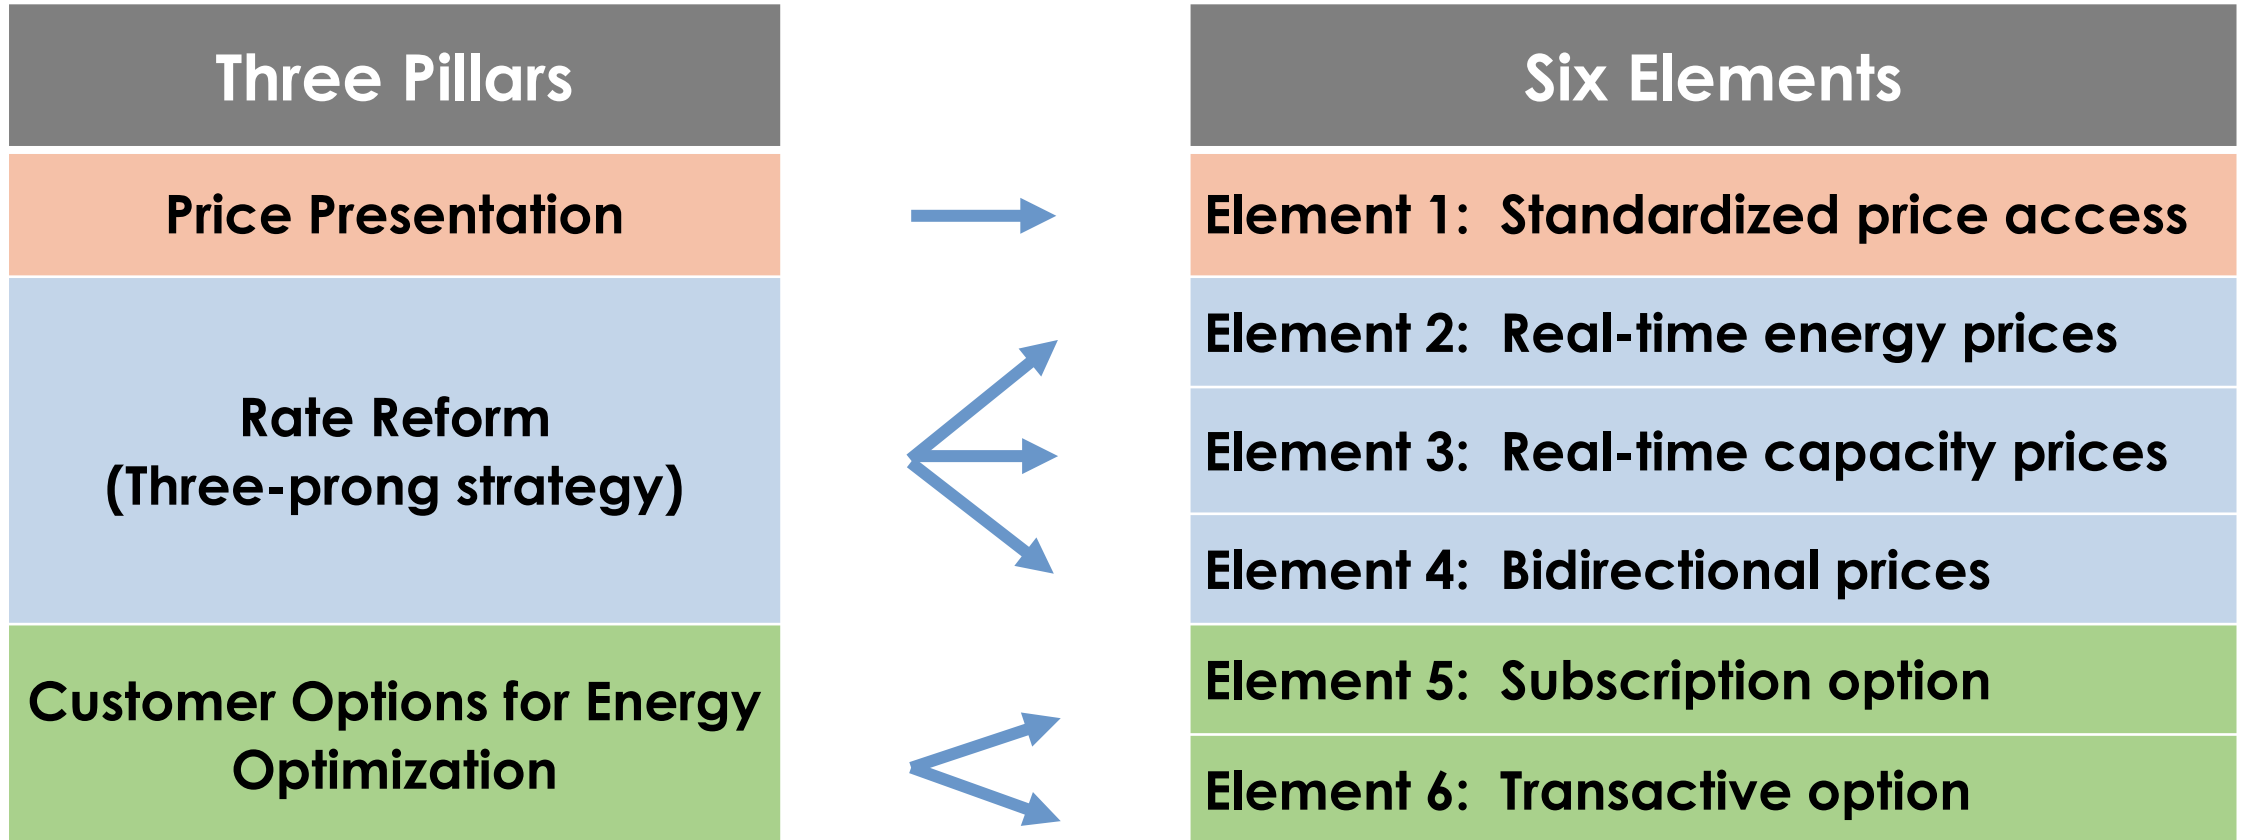 Three Pillars
Six Elements
Price Presentation
Element 1: Standardized price access
Rate Reform
(Three-prong strategy)
Element 2: Real-time energy prices
Element 3: Real-time capacity prices
Element 4: Bidirectional prices
Customer Options for Energy
Optimization
Element 5: Subscription option
Element 6: Transactive option